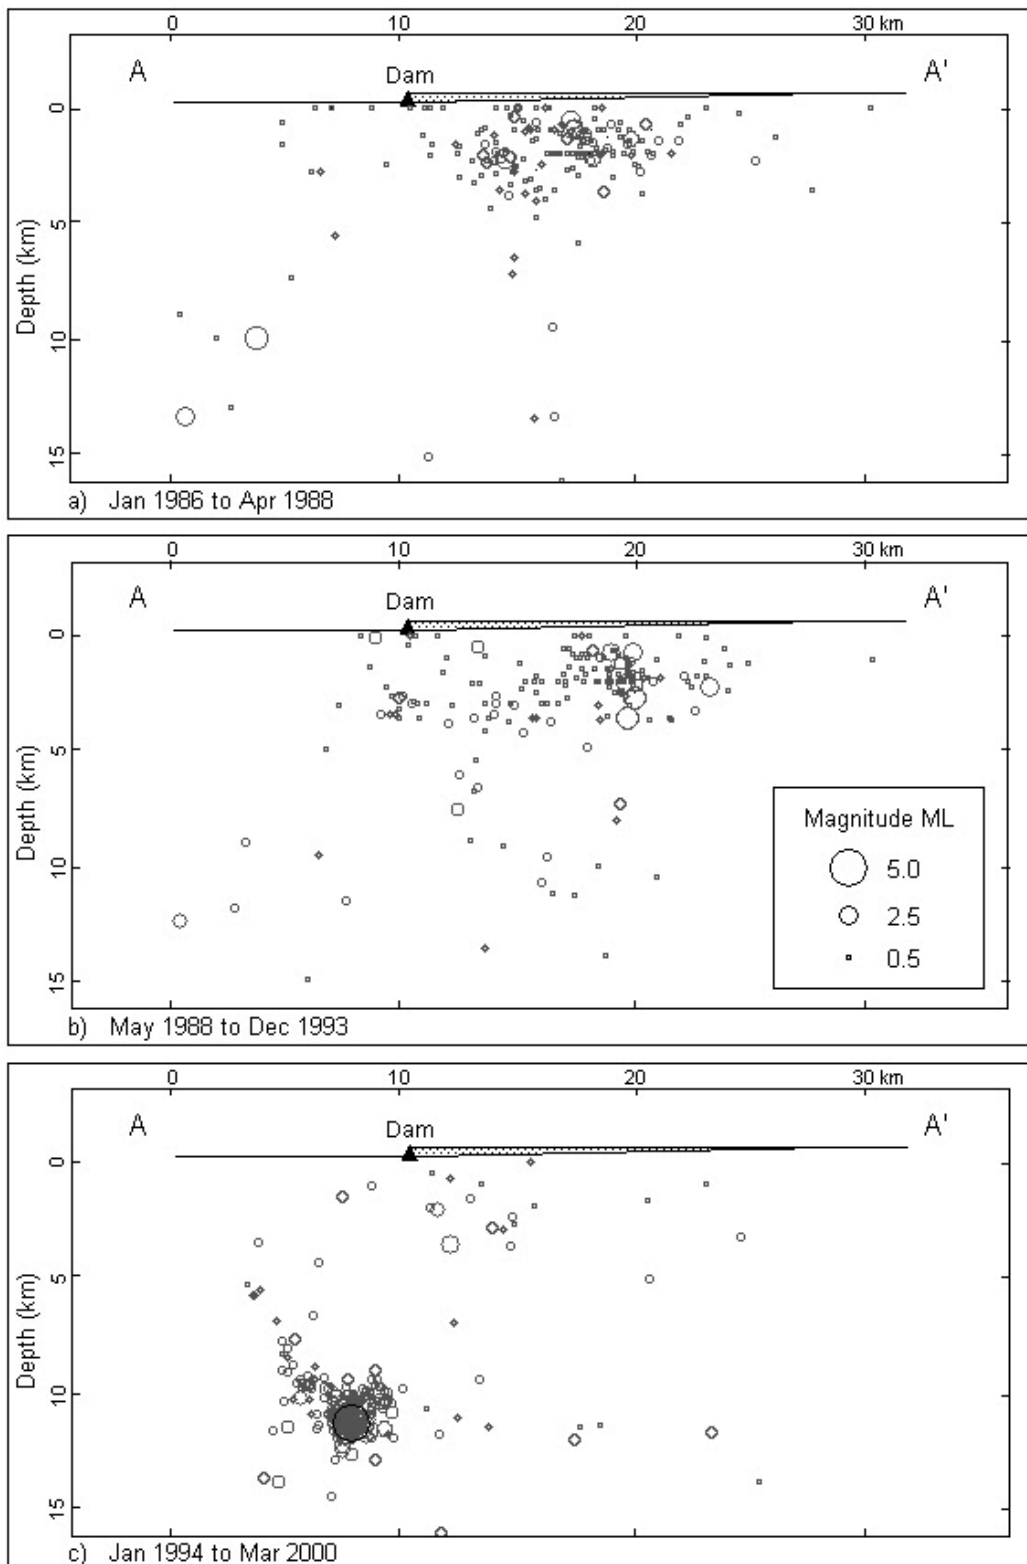 0 10 20 30 km
A Dam A'
0
5
10
15
Depth (km)
a) Jan 1986 to Apr 1988
0 10 20 30 km
A Dam A'
0
5
10
15
Depth (km)
Magnitude ML
5.0
2.5
0.5
b) May 1988 to Dec 1993
0 10 20 30 km
A Dam A'
0
5
10
15
Depth (km)
c) Jan 1994 to Mar 2000